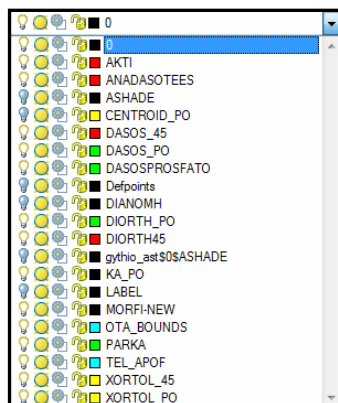 0
0
AKTI
ANADASOTEES
ASHADE
CENTROID_PO
DASOS_45
DASOS_PO
DASOSPROSFATO
Defpoints
DIANOMH
DIORTH_PO
DIORTH45
gythio_ast$0$ASHADE
KA_PO
LABEL
MORFI-NEW
OTA_BOUNDS
PARKA
TEL_APOF
XORTOL_45
XORTOL_PO